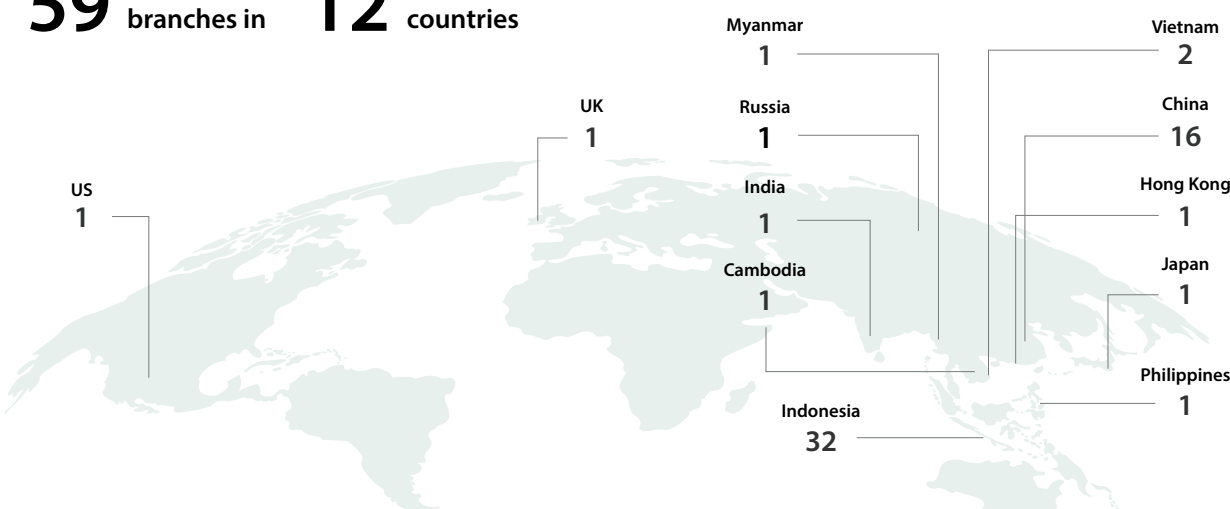 59 branches in 12 countries
Myanmar
1
Vietnam
2
UK
1
Russia
1
China
16
US
1
India
1
Hong Kong
1
Cambodia
1
Japan
1
Indonesia
32
Philippines
1